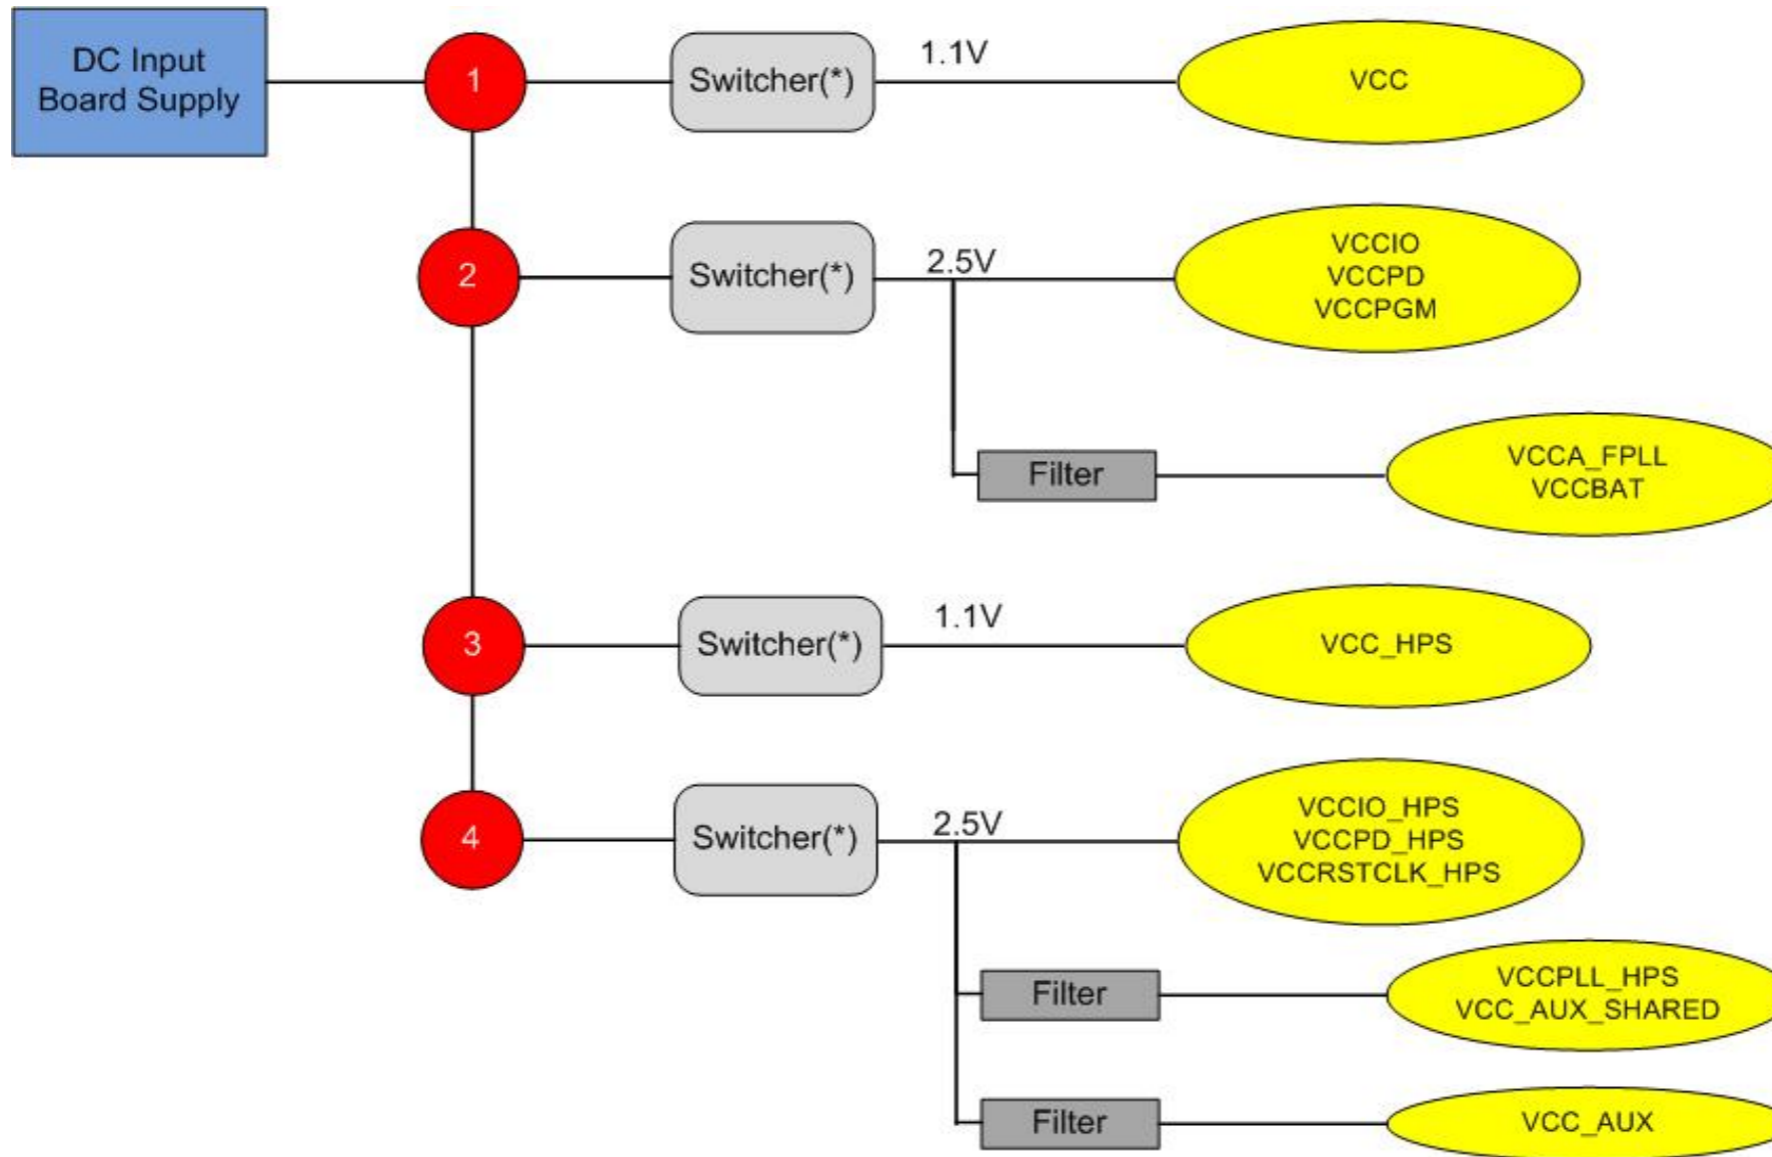 DC Input
Board Supply
1
Switcher(*)
1.1V
VCC
2
Switcher(*)
2.5V
VCCIO
VCCPD
VCCPGM
Filter
VCCA_FPLL
VCCBAT
3
Switcher(*)
1.1V
VCC_HPS
4
Switcher(*)
2.5V
VCCIO_HPS
VCCPD_HPS
VCCRSTCLK_HPS
Filter
VCCPLL_HPS
VCC_AUX_SHARED
Filter
VCC_AUX